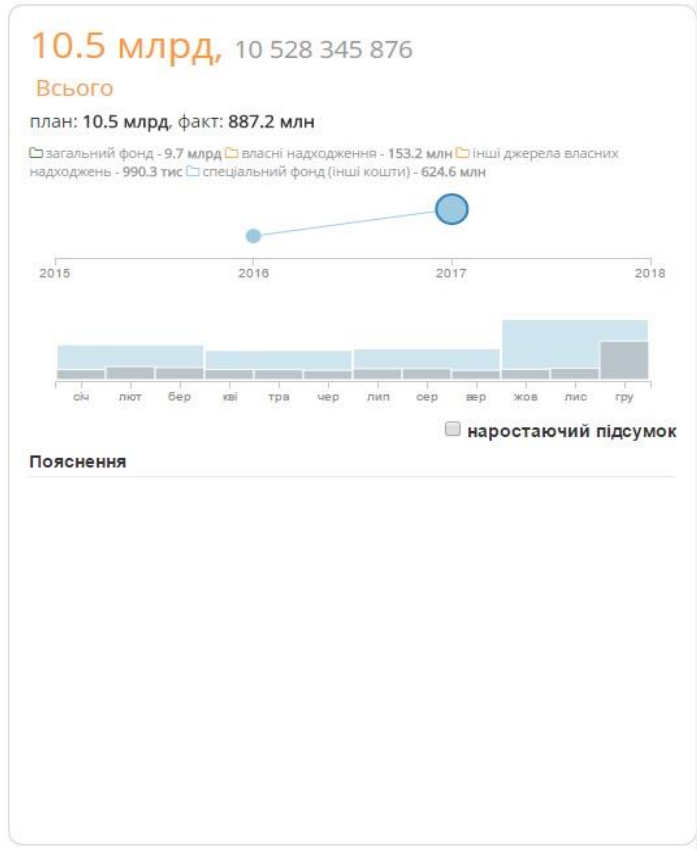 10.5 млрд, 10 528 345 876
Всього
план: 10.5 млрд, факт: 887.2 млн
загальний фонд - 9.7 млрд власні надходження - 153.2 млн інші джерела власних
надходжень - 990.3 тис спеціальний фонд (інші кошти) - 624.6 млн
2015 2016 2017 2018
січ лют бер кві тра чер лип сер вер жов лис гру
наростаючий підсумок
Пояснення